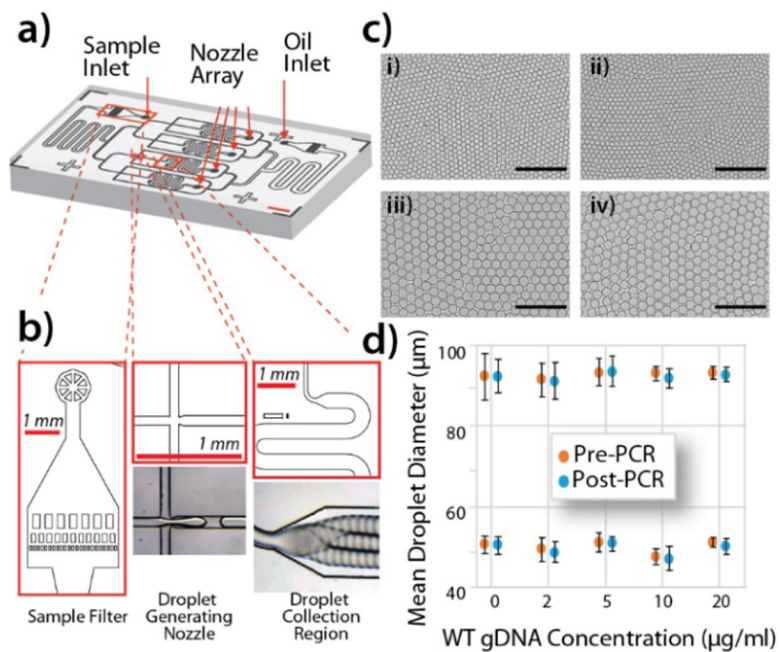 a)
Sample
Inlet
Nozzle
Array
Oil
Inlet
b)
1 mm
1 mm
1 mm
Sample Filter
Droplet
Generating
Nozzle
Droplet
Collection
Region
c)
i)
ii)
iii)
iv)
d)
Mean Droplet Diameter (μm)
100
80
60
40
Pre-PCR
Post-PCR
0
2
5
10
20
WT gDNA Concentration (μg/ml)